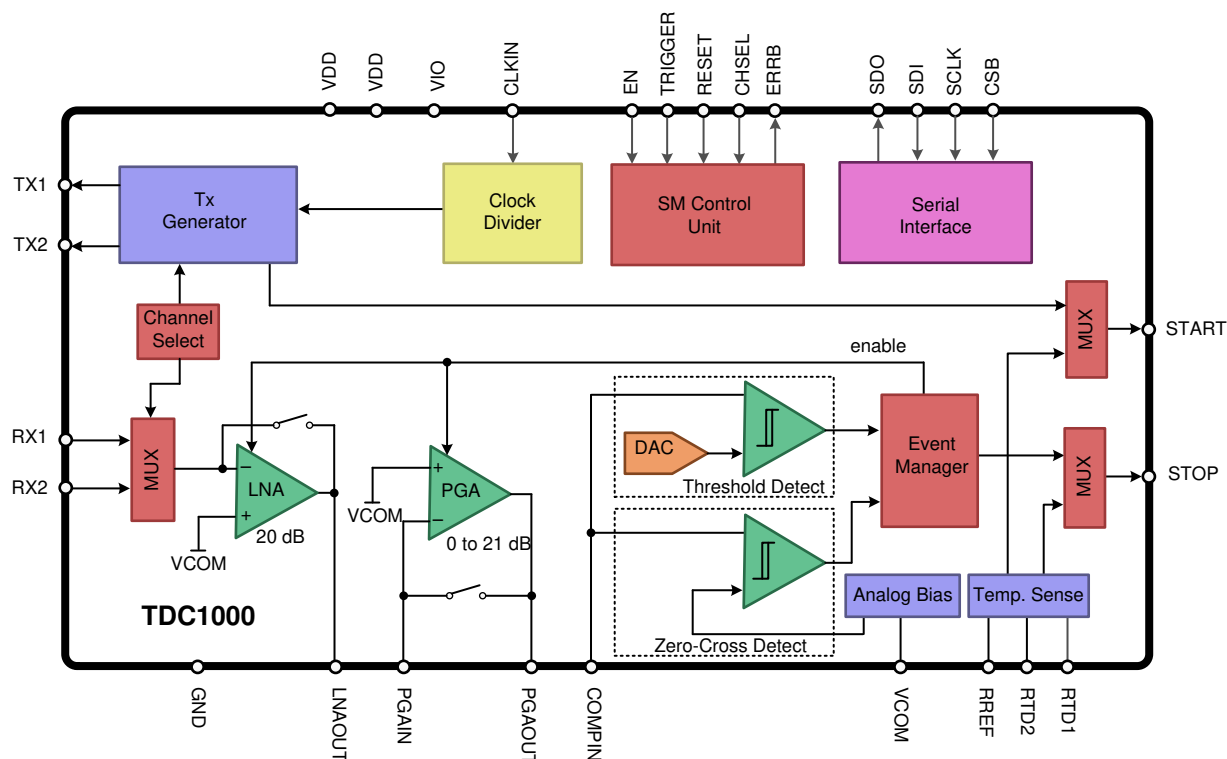 VDD
VDD
VIO
CLKIN
EN
TRIGGER
RESET
CHSEL
ERRB
SDO
SDI
SCLK
CSB
TX1
TX2
Tx
Generator
Clock
Divider
SM Control
Unit
Serial
Interface
Channel
Select
MUX
START
enable
RX1
RX2
MUX
LNA
−
+
20 dB
VCOM
PGA
+
−
0 to 21 dB
VCOM
DAC
Threshold Detect
Event
Manager
MUX
STOP
Zero-Cross Detect
Analog Bias
Temp. Sense
TDC1000
GND
LNAOUT
PGAIN
PGAOUT
COMPIN
VCOM
RREF
RTD2
RTD1